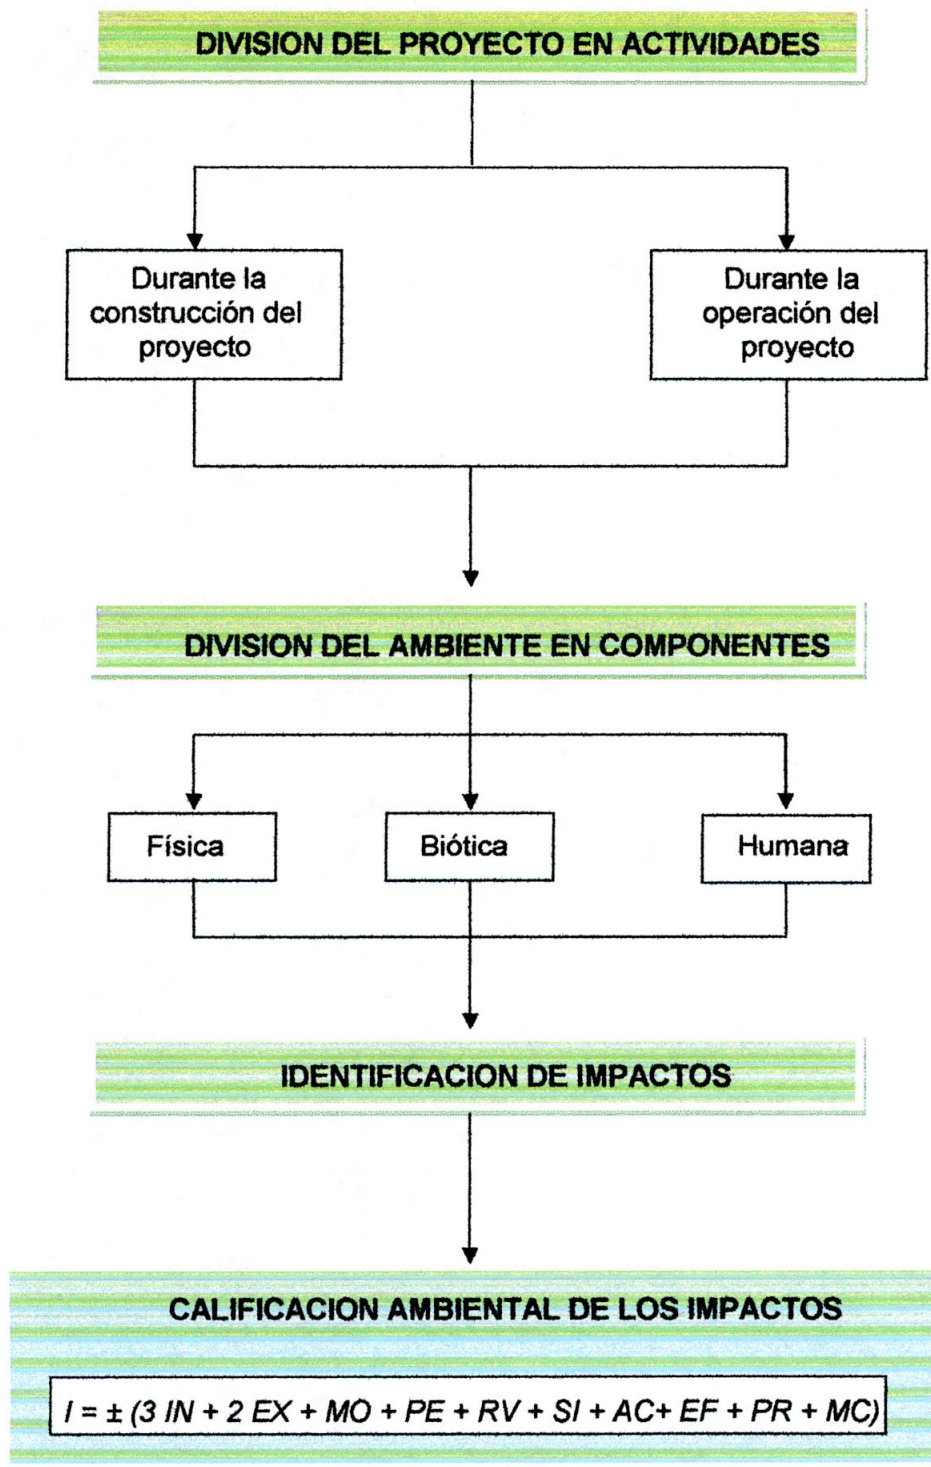 DIVISION DEL PROYECTO EN ACTIVIDADES
Durante la
construcción del
proyecto
Durante la
operación del
proyecto
DIVISION DEL AMBIENTE EN COMPONENTES
Física
Biótica
Humana
IDENTIFICACION DE IMPACTOS
CALIFICACION AMBIENTAL DE LOS IMPACTOS
I = ± (3 IN + 2 EX + MO + PE + RV + SI + AC+ EF + PR + MC)